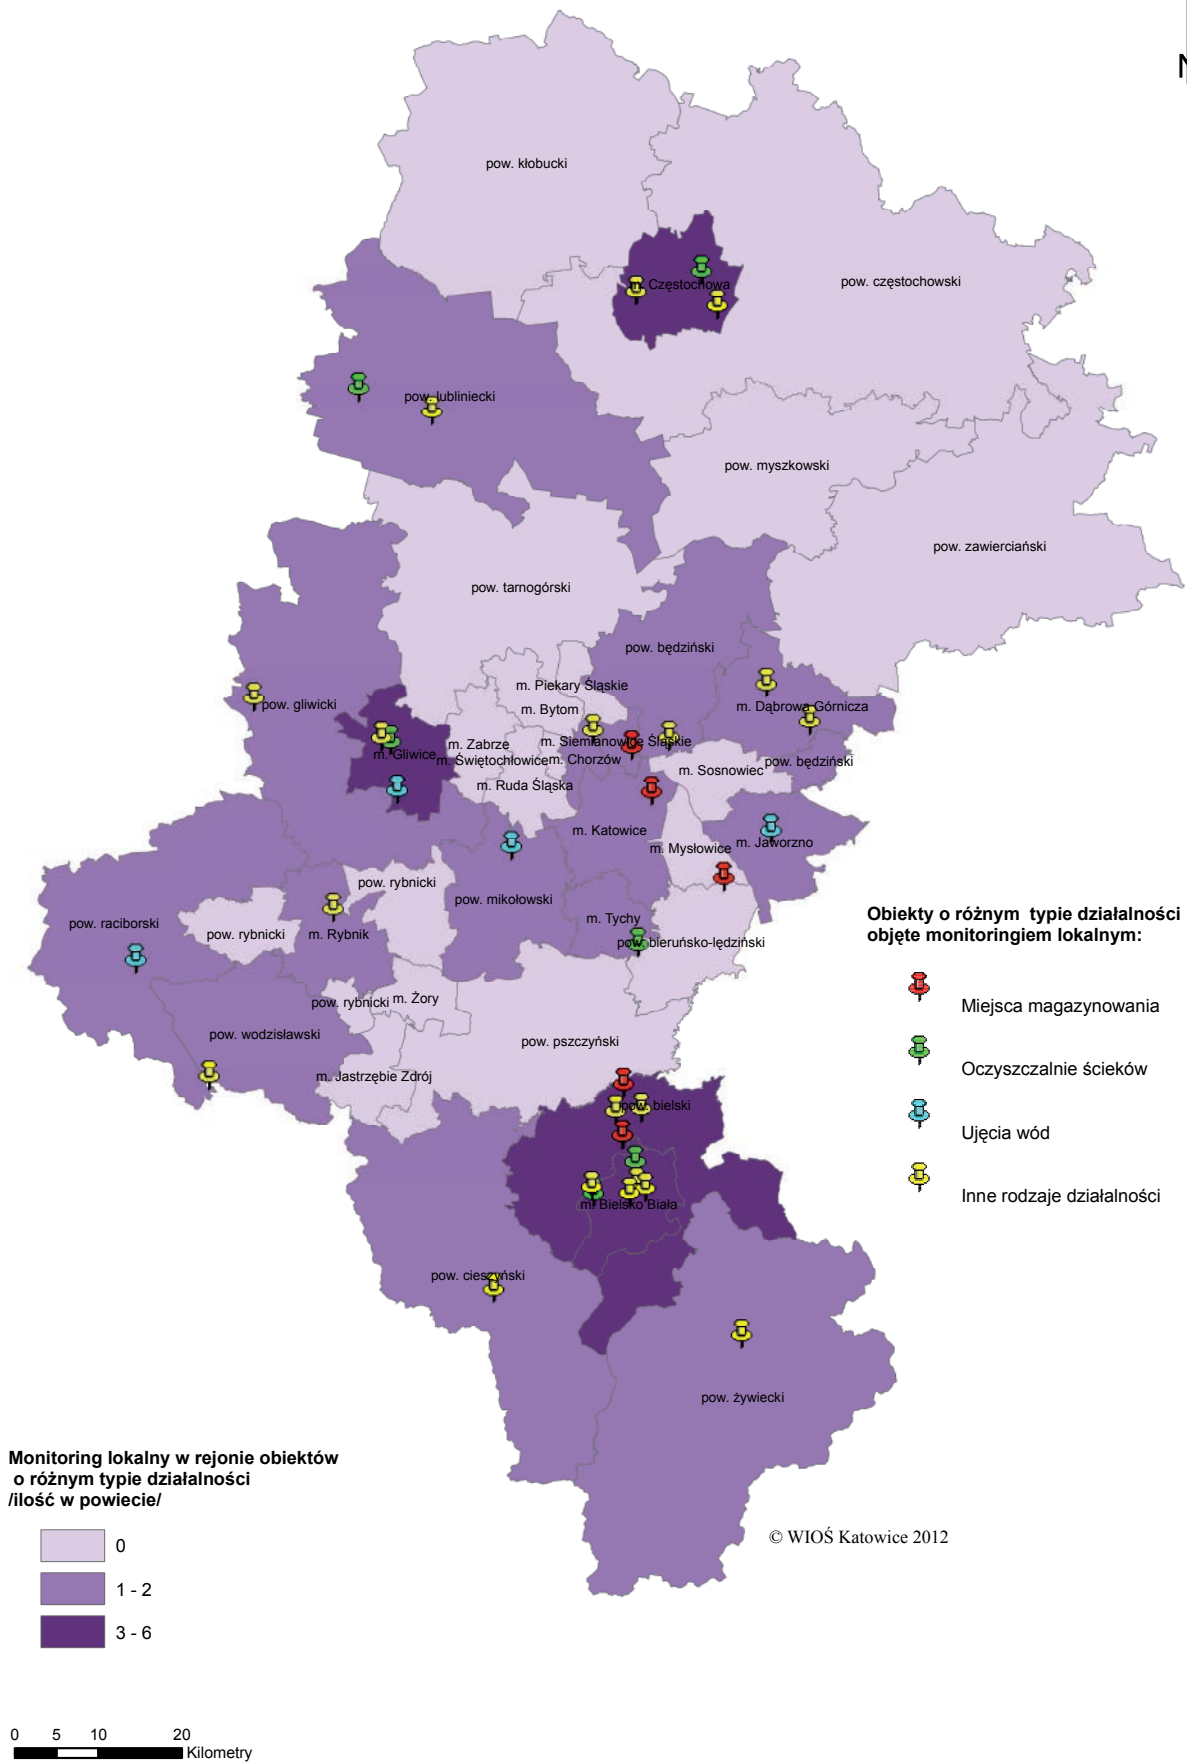 N
pow. kłobucki
pow. częstochowski
m. Częstochowa
pow. lubliniecki
pow. myszkowski
pow. zawierciański
pow. tarnogórski
pow. będziński
m. Piekary Śląskie
pow. gliwicki
m. Bytom
m. Dąbrowa Górnicza
m. Zabrze
m. Siemianowice Śląskie
m. Gliwice
m. Świętochłowice
m. Chorzów
pow. będziński
m. Sosnowiec
m. Ruda Śląska
m. Katowice
m. Mysłowice
m. Jaworzno
pow. rybnicki
pow. mikołowski
pow. raciborski
pow. rybnicki
m. Rybnik
m. Tychy
pow. bieruńsko-lędziński
Obiekty o różnym typie działalności
objęte monitoringiem lokalnym:
Miejsca magazynowania
Oczyszczalnie ścieków
Ujęcia wód
Inne rodzaje działalności
pow. rybnicki
m. Żory
pow. wodzisławski
pow. pszczyński
m. Jastrzębie Zdrój
pow. bielski
m. Bielsko Biała
pow. cieszyński
pow. żywiecki
Monitoring lokalny w rejonie obiektów
o różnym typie działalności
/ilość w powiecie/
0
1 - 2
3 - 6
© WIOŚ Katowice 2012
0 5 10 20
Kilometry